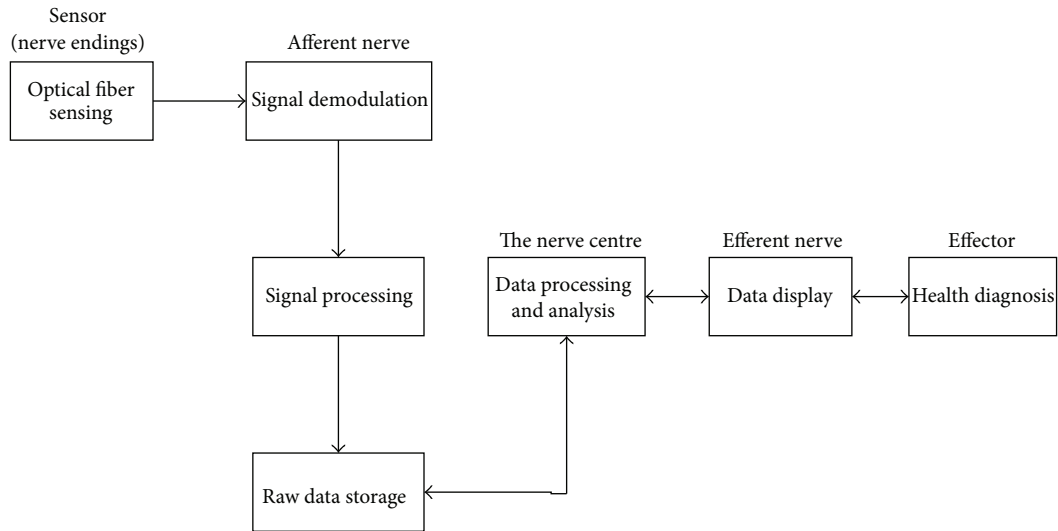 Sensor
(nerve endings)
Optical fiber
sensing
Afferent nerve
Signal demodulation
Signal processing
Raw data storage
The nerve centre
Data processing
and analysis
Efferent nerve
Data display
Effector
Health diagnosis